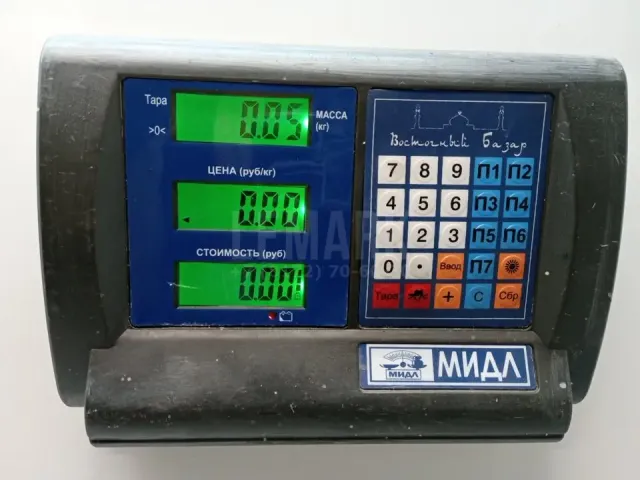 Тара
>0<
0.05
МАССА
(кг)
ЦЕНА (руб/кг)
0.00
СТОИМОСТЬ (руб)
0.00
Восточный Базар
7 8 9 П1 П2
4 5 6 П3 П4
1 2 3 П5 П6
0 • Ввод П7
Тара + С Сбр
МИДЛ
МИДЛ